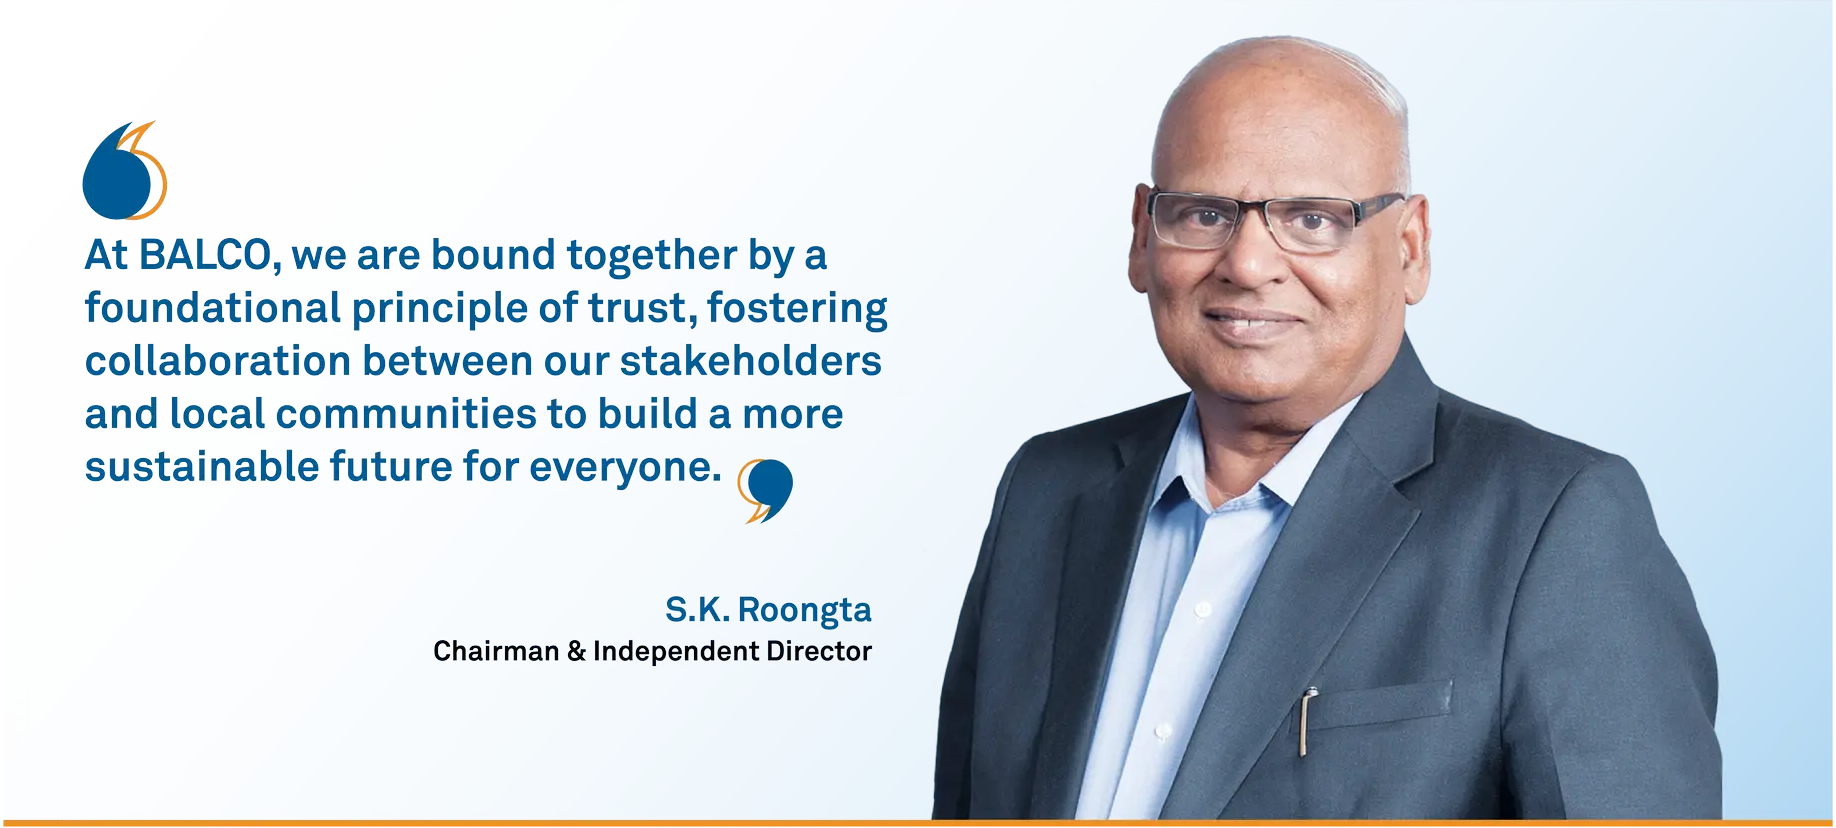 At BALCO, we are bound together by a
foundational principle of trust, fostering
collaboration between our stakeholders
and local communities to build a more
sustainable future for everyone.
S.K. Roongta
Chairman & Independent Director